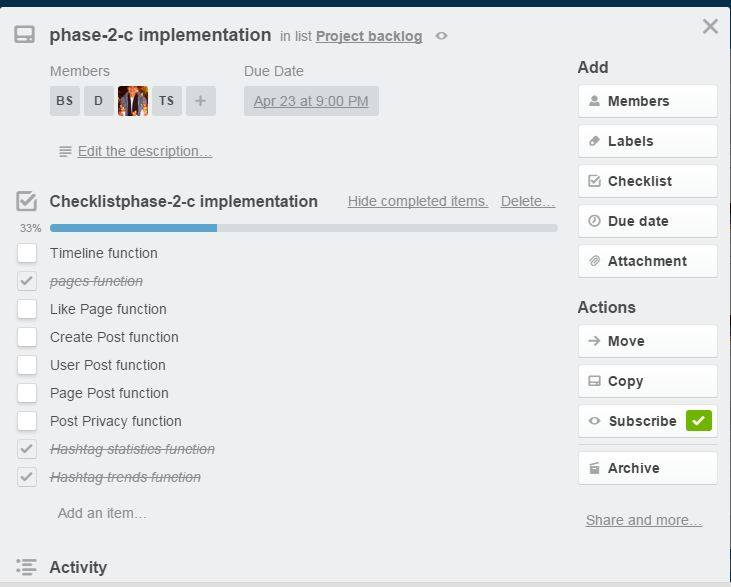 phase-2-c implementation in list Project backlog
Members
Due Date
BS D TS +
Apr 23 at 9:00 PM
Edit the description…
Checklistphase-2-c implementation Hide completed items. Delete…
33%
Timeline function
pages function
Like Page function
Create Post function
User Post function
Page Post function
Post Privacy function
Hashtag statistics function
Hashtag trends function
Add an item…
Activity
Add
Members
Labels
Checklist
Due date
Attachment
Actions
Move
Copy
Subscribe
Archive
Share and more…